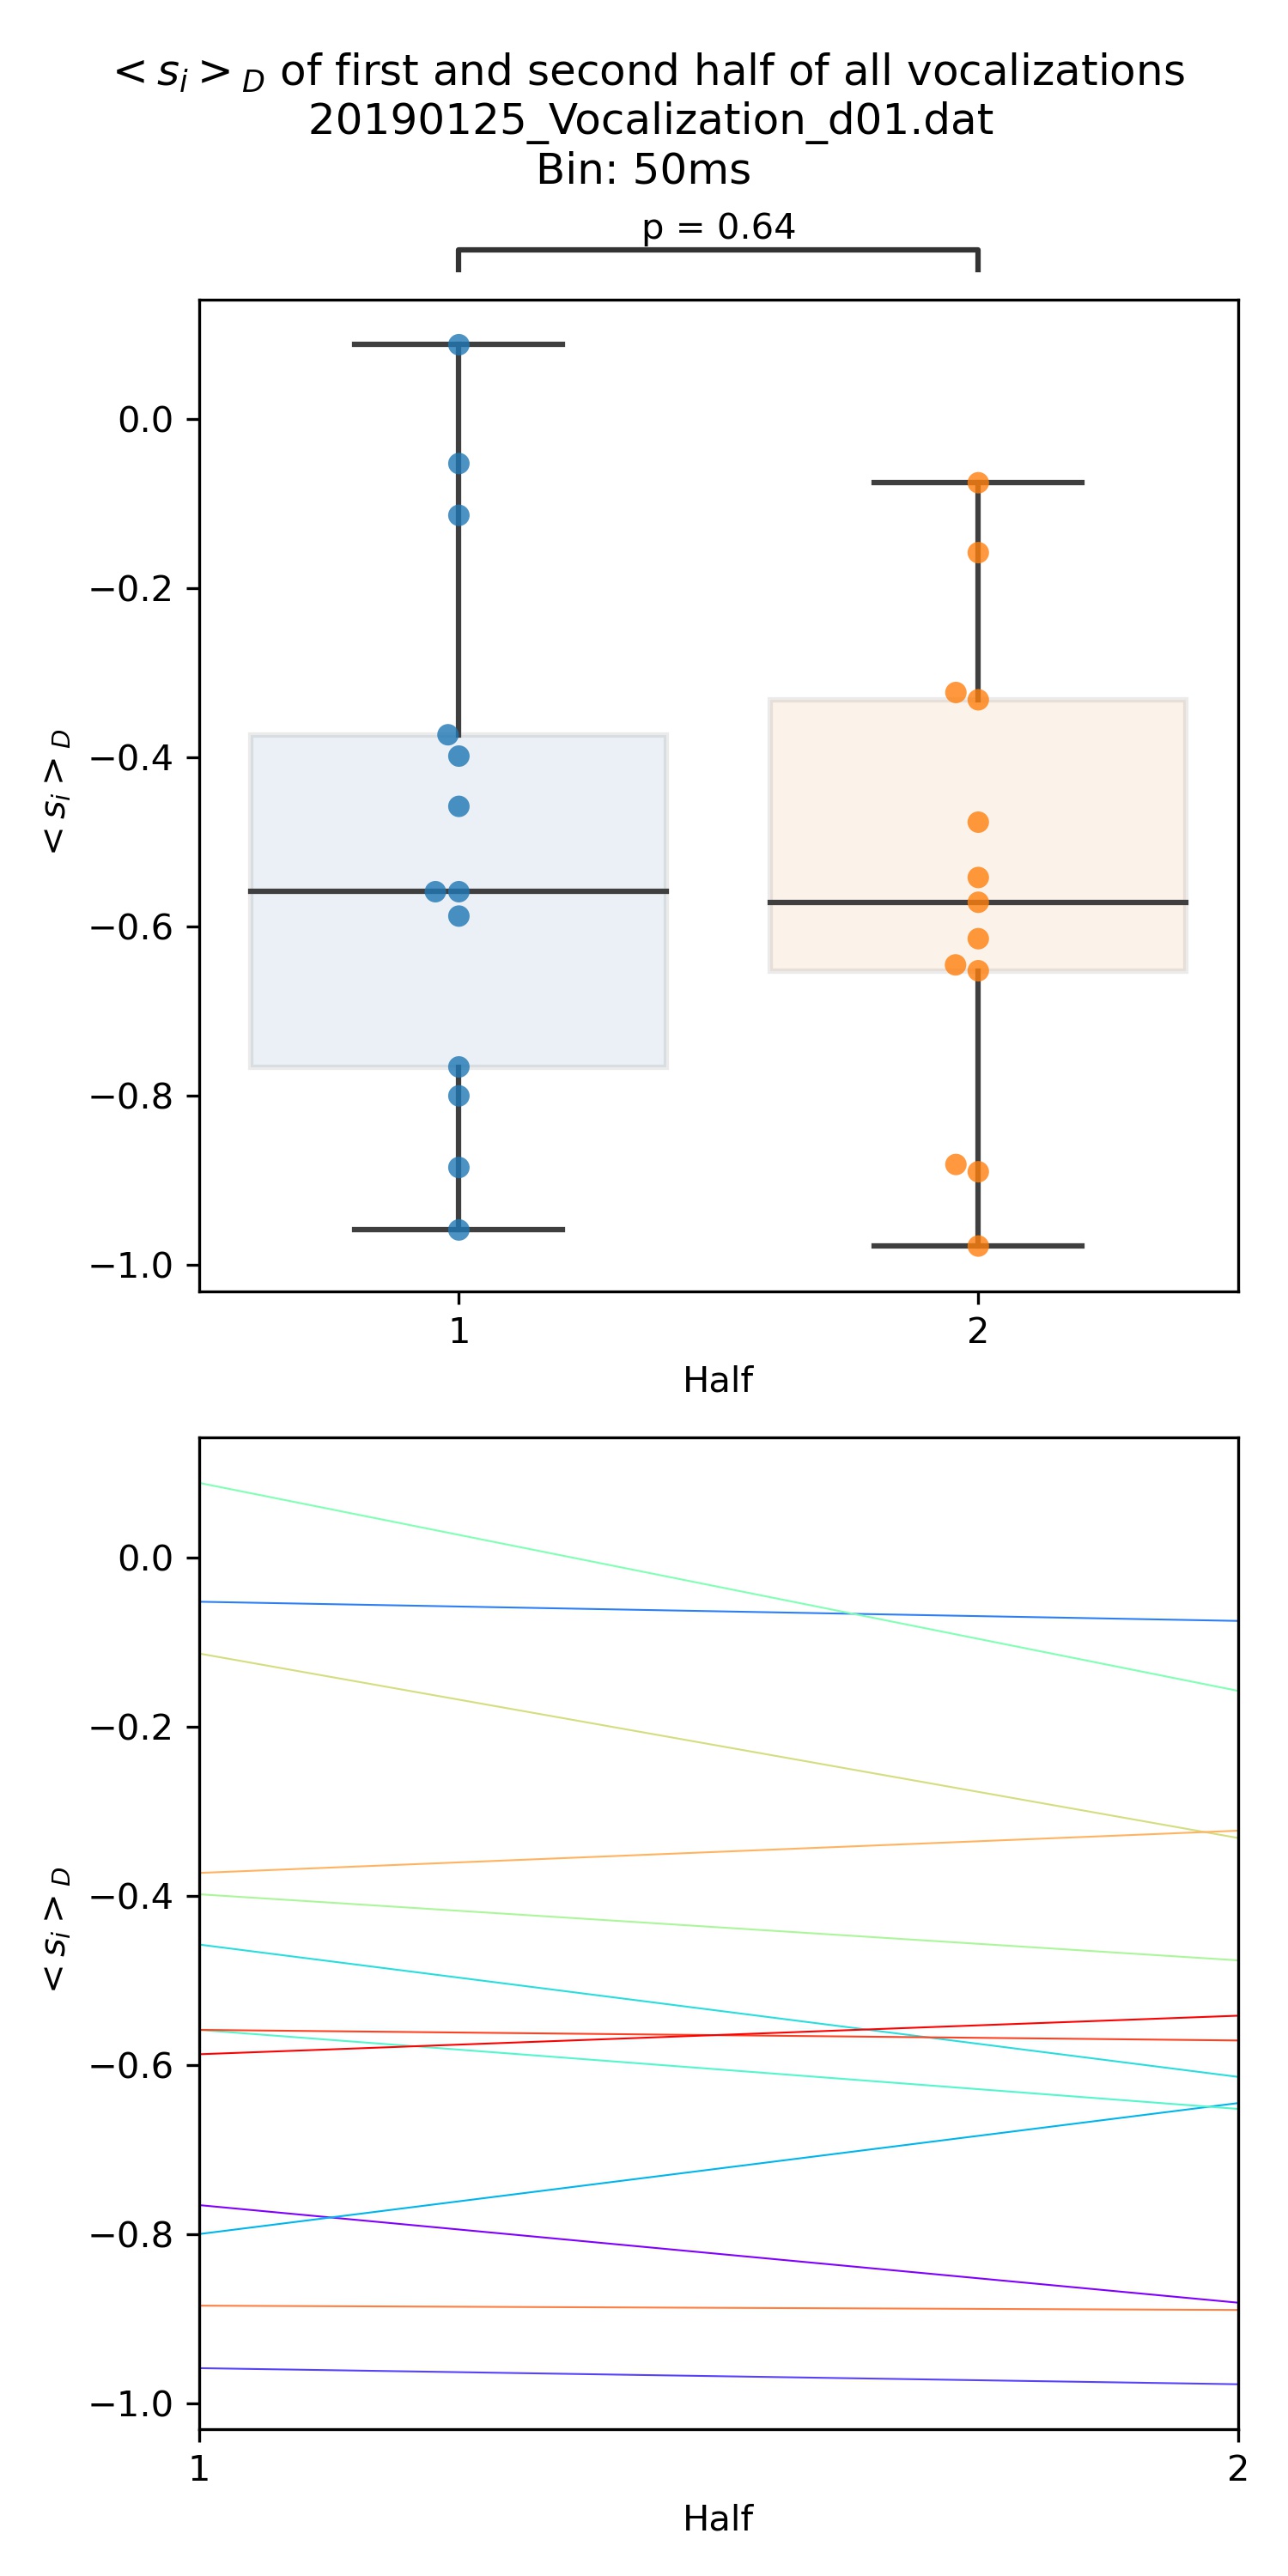 < s_i >_D of first and second half of all vocalizations
20190125_Vocalization_d01.dat
Bin: 50ms
p = 0.64
0.0
−0.2
−0.4
−0.6
−0.8
−1.0
< s_i >_D
1
2
Half
0.0
−0.2
−0.4
−0.6
−0.8
−1.0
< s_i >_D
1
2
Half